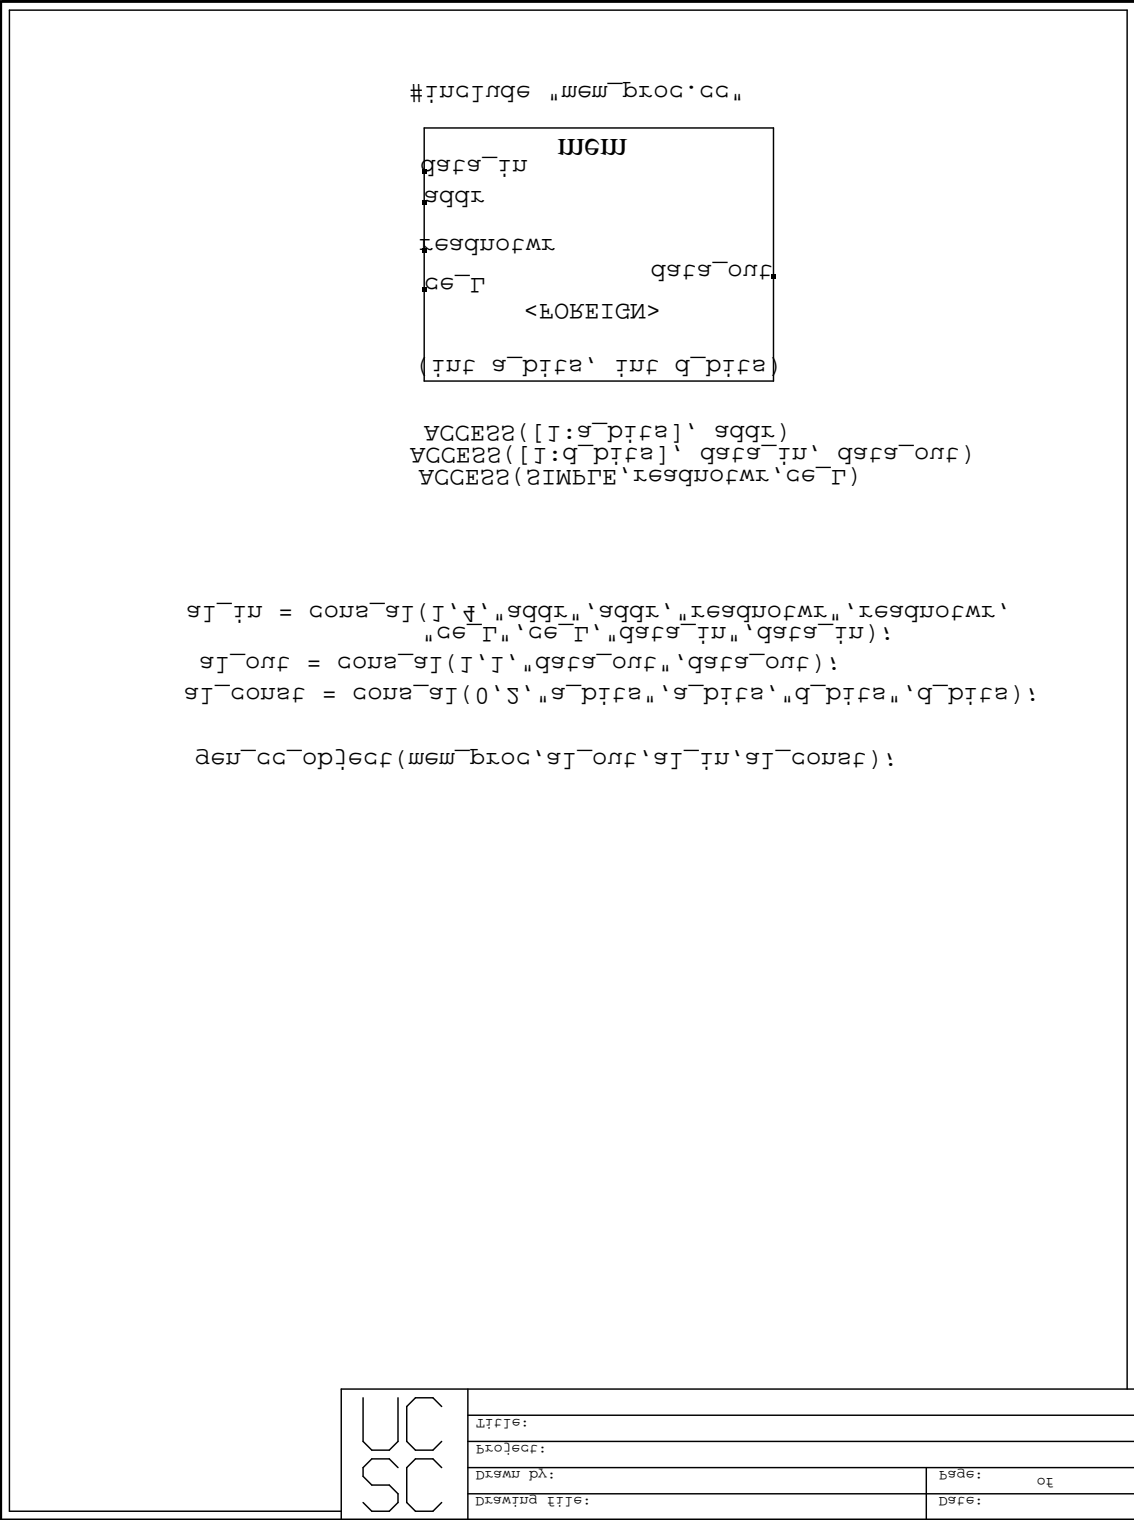 #include "mem_proc.cc"
mem
data_in
addr
readnotwr
data_out
ce_L
<FOREIGN>
(int a_bits, int d_bits)
ACCESS([1:a_bits], addr)
ACCESS([1:d_bits], data_in, data_out)
ACCESS(SIMPLE,readnotwr,ce_L)
al_in = cons_al(1,4,"addr",addr,"readnotwr",readnotwr,
"ce_L",ce_L,"data_in",data_in);
al_out = cons_al(1,1,"data_out",data_out);
al_const = cons_al(0,2,"a_bits",a_bits,"d_bits",d_bits);
gen_cc_object(mem_proc,al_out,al_in,al_const);
UC
SC
Title:
Project:
Drawn by:
Page: of
Drawing file:
Date: